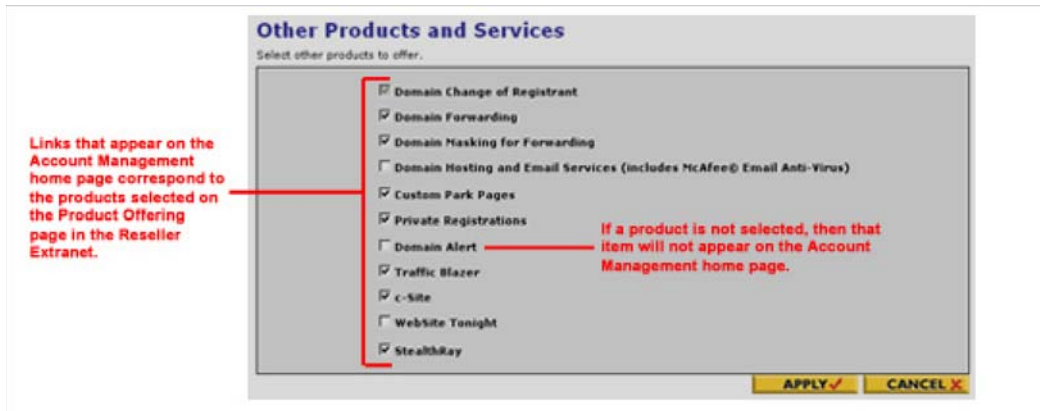 Other Products and Services
Select other products to offer.
Domain Change of Registrant
Domain Forwarding
Domain Masking for Forwarding
Domain Hosting and Email Services (includes McAfee© Email Anti-Virus)
Custom Park Pages
Private Registrations
Domain Alert
Traffic Blazer
c-Site
WebSite Tonight
StealthRay
Links that appear on the
Account Management
home page correspond to
the products selected on
the Product Offering
page in the Reseller
Extranet.
If a product is not selected, then that
item will not appear on the Account
Management home page.
APPLY
CANCEL